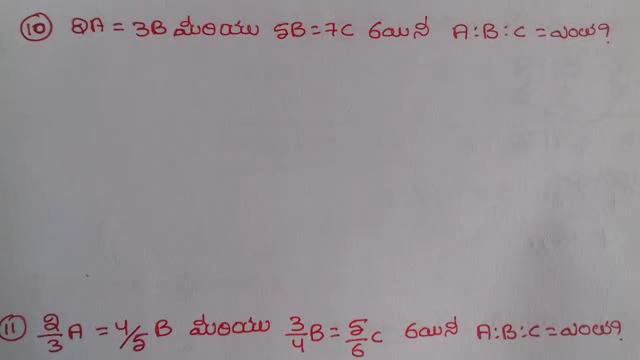 10 2A = 3B మరియు 5B = 7C అయిన A:B:C = ఎంత?
11 2/3 A = 4/5 B మరియు 3/4 B = 5/6 C అయిన A:B:C = ఎంత?